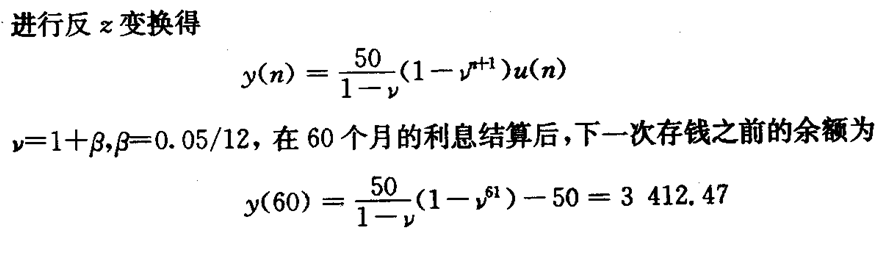 进行反 z 变换得
y(n) = \frac{50}{1-ν}(1-ν^{n+1})u(n)
ν=1+β,β=0.05/12, 在 60 个月的利息结算后,下一次存钱之前的余额为
y(60) = \frac{50}{1-ν}(1-ν^{61})-50 = 3 412.47